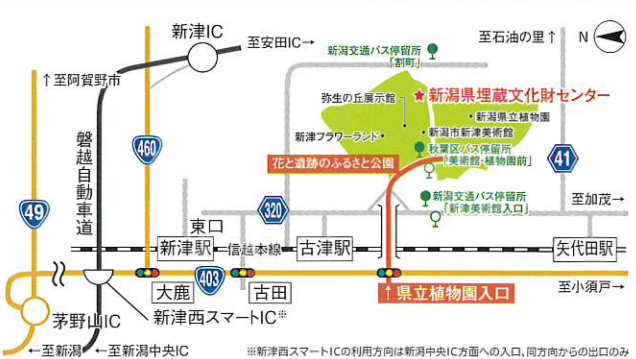 新津IC
至安田IC→
新潟交通バス停留所
「割町」
至石油の里↑
N
↑至阿賀野市
弥生の丘展示館
★新潟県埋蔵文化財センター
新潟県立植物園
新津フラワーランド
新潟市新津美術館
花と遺跡のふるさと公園
秋葉区バス停留所
「美術館・植物園前」
磐越自動車道
460
41
49
320
新潟交通バス停留所
「新津美術館入口」
至加茂→
東口
新津駅
信越本線
古津駅
矢代田駅
403
大鹿
古田
↑県立植物園入口
至小須戸→
新津西スマートIC※
茅野山IC
←至新潟
←至新潟中央IC
※新津西スマートICの利用方向は新潟中央IC方面への入口、同方向からの出口のみ